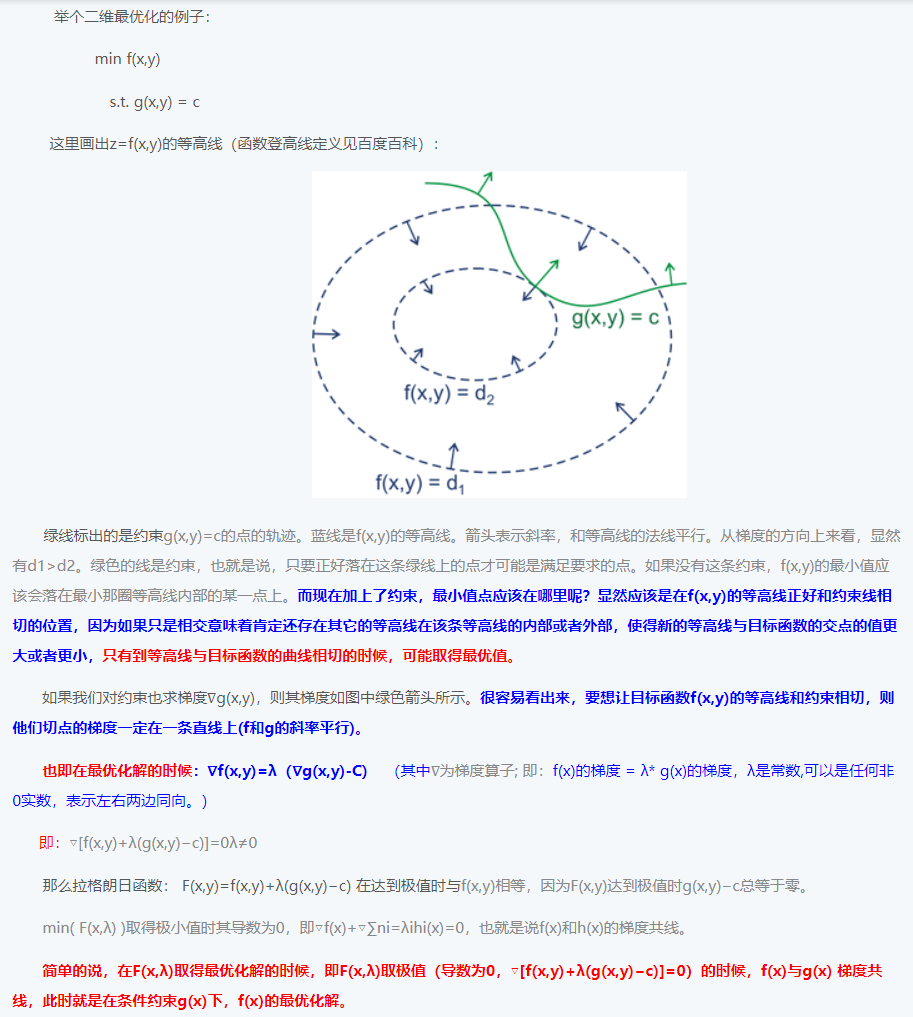 举个二维最优化的例子：
min f(x,y)
s.t. g(x,y) = c
这里画出z=f(x,y)的等高线（函数登高线定义见百度百科）：
g(x,y) = c
f(x,y) = d₂
f(x,y) = d₁
绿线标出的是约束g(x,y)=c的点的轨迹。蓝线是f(x,y)的等高线。箭头表示斜率，和等高线的法线平行。从梯度的方向上来看，显然
有d1>d2。绿色的线是约束，也就是说，只要正好落在这条绿线上的点才可能是满足要求的点。如果没有这条约束，f(x,y)的最小值应
该会落在最小那圈等高线内部的某一点上。而现在加上了约束，最小值点应该在哪里呢？显然应该是在f(x,y)的等高线正好和约束线相
切的位置，因为如果只是相交意味着肯定还存在其它的等高线在该条等高线的内部或者外部，使得新的等高线与目标函数的交点的值更
大或者更小，只有到等高线与目标函数的曲线相切的时候，可能取得最优值。
如果我们对约束也求梯度∇g(x,y)，则其梯度如图中绿色箭头所示。很容易看出来，要想让目标函数f(x,y)的等高线和约束相切，则
他们切点的梯度一定在一条直线上(f和g的斜率平行)。
也即在最优化解的时候：∇f(x,y)=λ（∇g(x,y)-C） （其中∇为梯度算子; 即：f(x)的梯度 = λ* g(x)的梯度，λ是常数,可以是任何非
0实数，表示左右两边同向。）
即：▿[f(x,y)+λ(g(x,y)−c)]=0λ≠0
那么拉格朗日函数： F(x,y)=f(x,y)+λ(g(x,y)−c) 在达到极值时与f(x,y)相等，因为F(x,y)达到极值时g(x,y)−c总等于零。
min( F(x,λ) )取得极小值时其导数为0，即▿f(x)+▿∑ni=λihi(x)=0，也就是说f(x)和h(x)的梯度共线。
简单的说，在F(x,λ)取得最优化解的时候，即F(x,λ)取极值（导数为0，▿[f(x,y)+λ(g(x,y)−c)]=0）的时候，f(x)与g(x) 梯度共
线，此时就是在条件约束g(x)下，f(x)的最优化解。